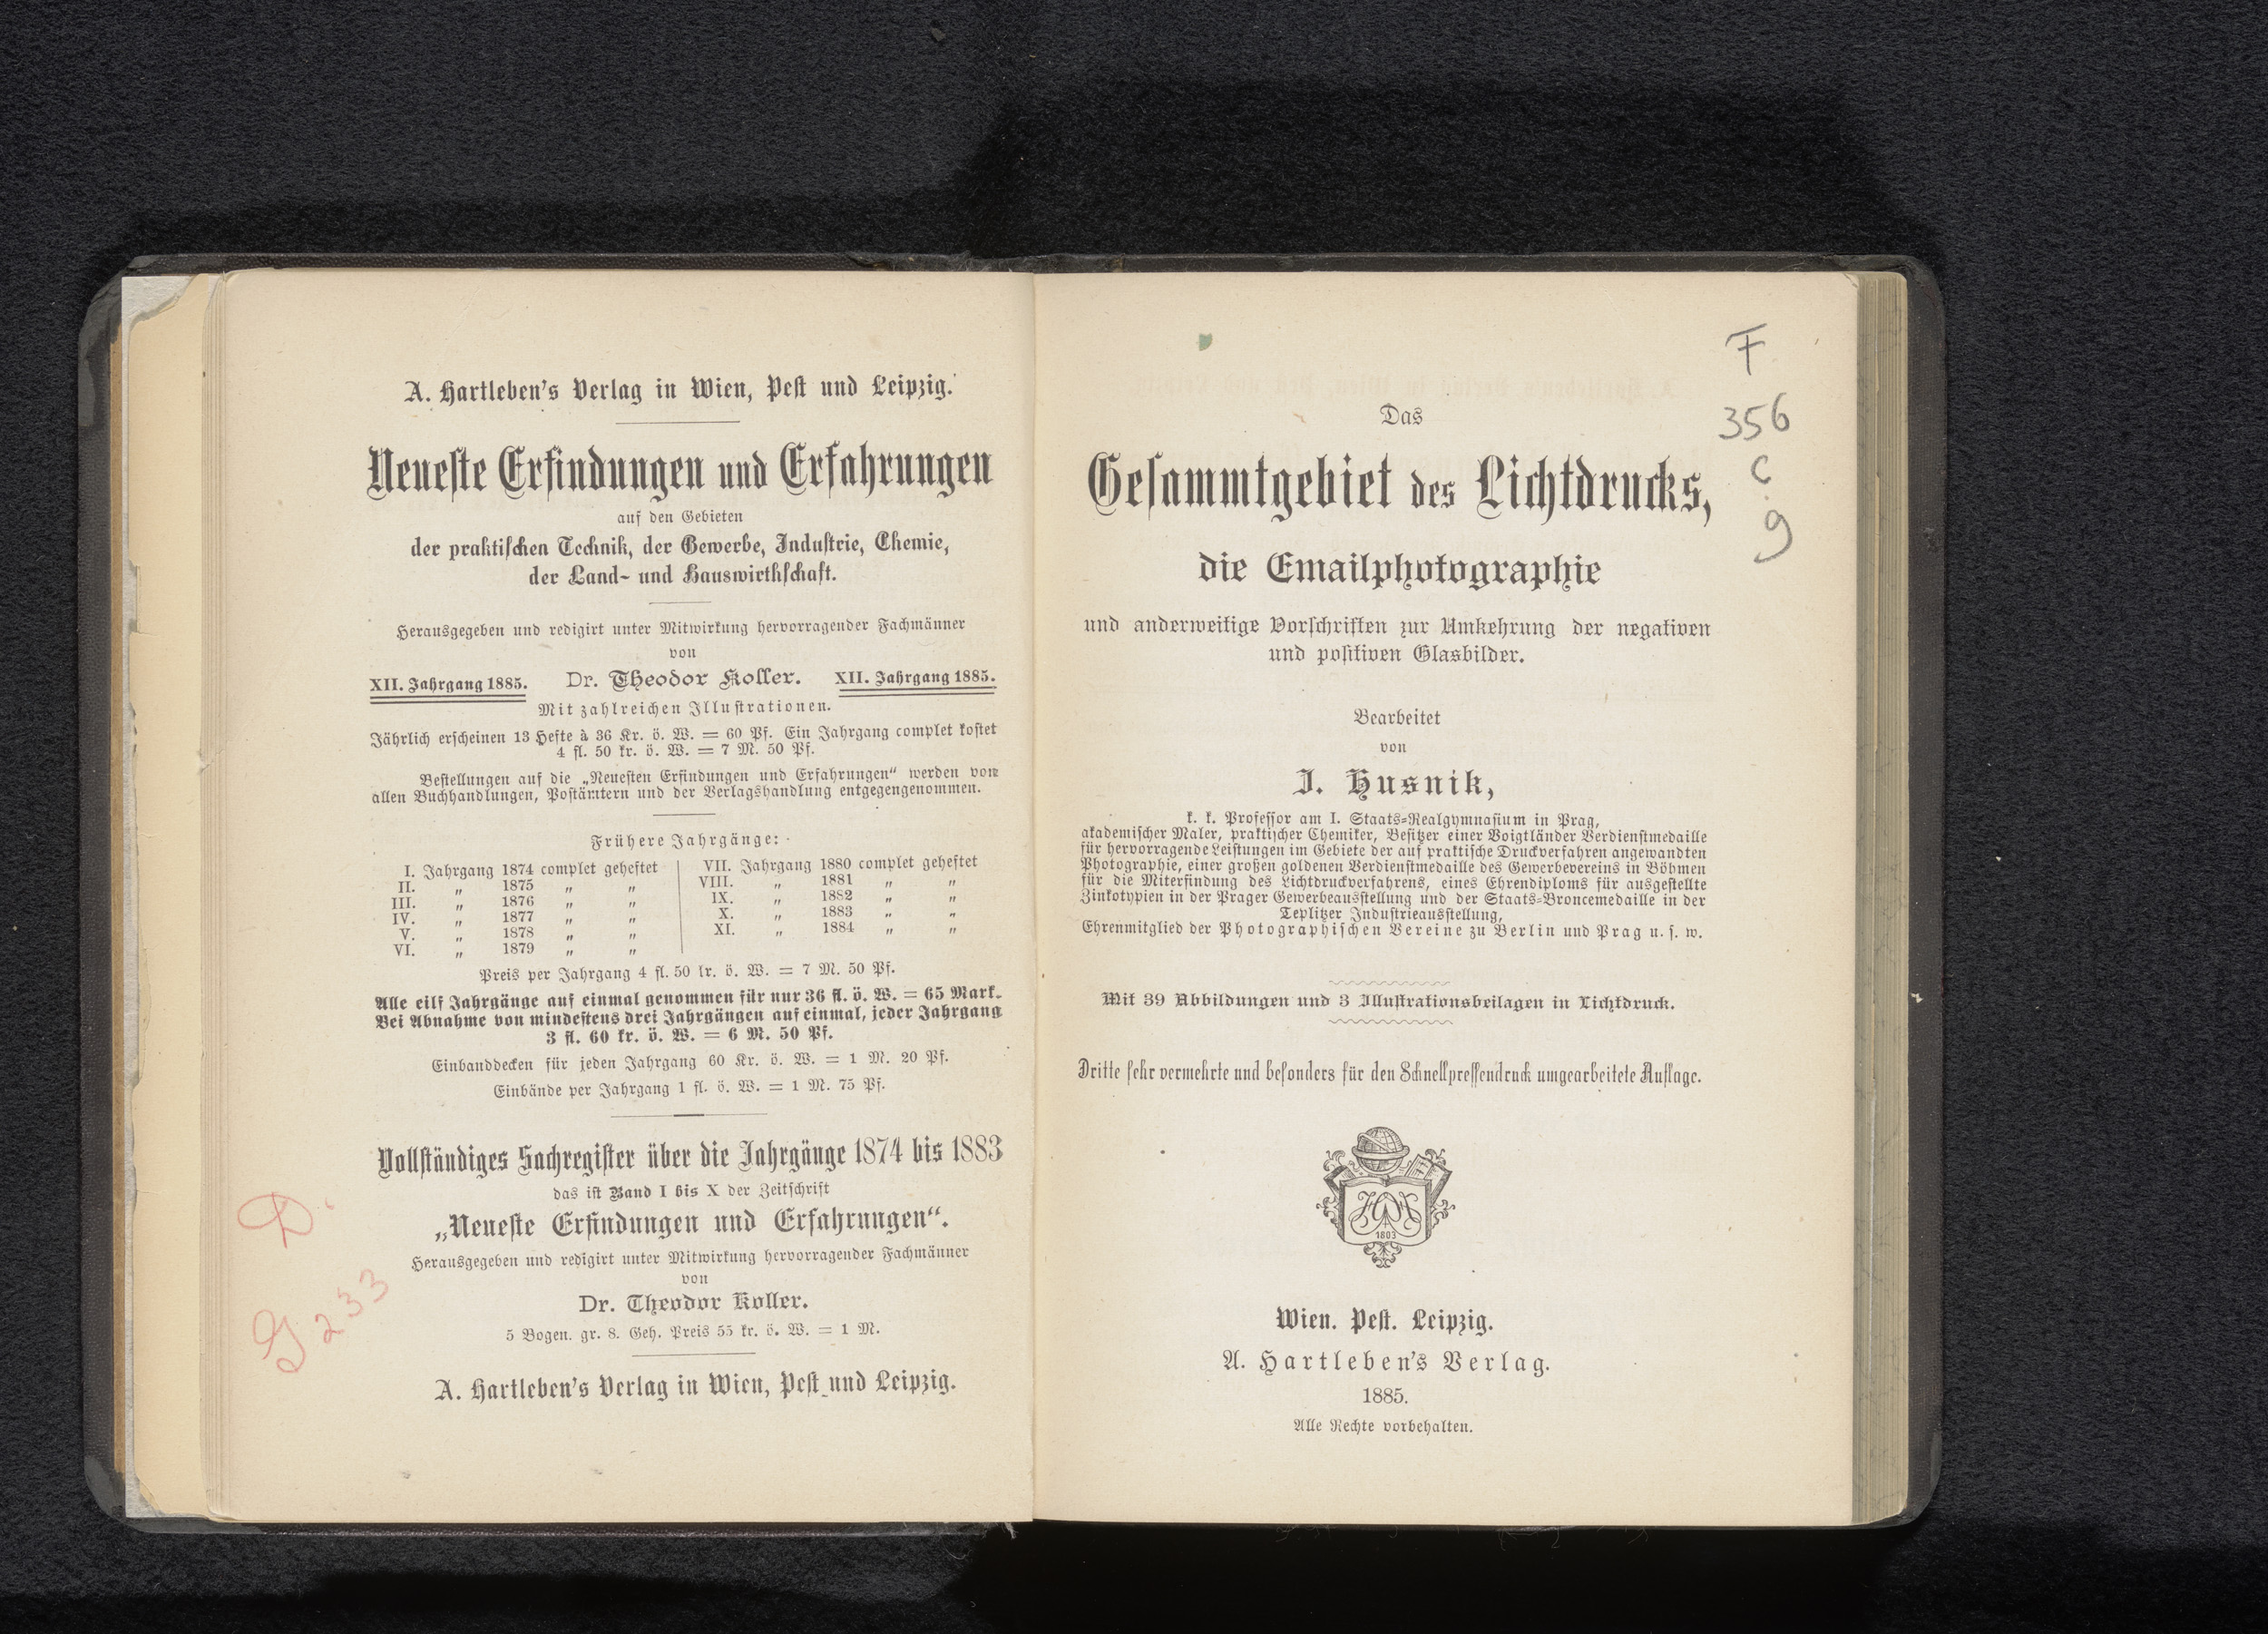 A. Hartleben's Verlag in Wien, Pest und Leipzig.
Neueste Erfindungen und Erfahrungen
auf den Gebieten
der praktischen Technik, der Gewerbe, Industrie, Chemie,
der Land- und Hauswirthschaft.
Herausgegeben und redigirt unter Mitwirkung hervorragender Fachmänner
von
XII. Jahrgang 1885. Dr. Theodor Koller. XII. Jahrgang 1885.
Mit zahlreichen Illustrationen.
Jährlich erscheinen 13 Hefte à 36 Kr. ö. W. = 60 Pf. Ein Jahrgang complet kostet
4 fl. 50 kr. ö. W. = 7 M. 50 Pf.
Bestellungen auf die „Neuesten Erfindungen und Erfahrungen“ werden von
allen Buchhandlungen, Postämtern und der Verlagshandlung entgegengenommen.
Frühere Jahrgänge:
I. Jahrgang 1874 complet geheftet
II. „ 1875 „ „
III. „ 1876 „ „
IV. „ 1877 „ „
V. „ 1878 „ „
VI. „ 1879 „ „
VII. Jahrgang 1880 complet geheftet
VIII. „ 1881 „ „
IX. „ 1882 „ „
X. „ 1883 „ „
XI. „ 1884 „ „
Preis per Jahrgang 4 fl. 50 kr. ö. W. = 7 M. 50 Pf.
Alle eilf Jahrgänge auf einmal genommen für nur 36 fl. ö. W. = 65 Mark.
Bei Abnahme von mindestens drei Jahrgängen auf einmal, jeder Jahrgang
3 fl. 60 kr. ö. W. = 6 M. 50 Pf.
Einbanddecken für jeden Jahrgang 60 Kr. ö. W. = 1 M. 20 Pf.
Einbände per Jahrgang 1 fl. ö. W. = 1 M. 75 Pf.
Vollständiges Sachregister über die Jahrgänge 1874 bis 1883
das ist Band I bis X der Zeitschrift
„Neueste Erfindungen und Erfahrungen“.
Herausgegeben und redigirt unter Mitwirkung hervorragender Fachmänner
von
Dr. Theodor Koller.
5 Bogen. gr. 8. Geh. Preis 55 kr. ö. W. = 1 M.
A. Hartleben's Verlag in Wien, Pest und Leipzig.
D.
G 233
Das
Gesammtgebiet des Lichtdrucks,
die Emailphotographie
und anderweitige Vorschriften zur Umkehrung der negativen
und positiven Glasbilder.
Bearbeitet
von
J. Husnik,
k. k. Professor am I. Staats-Realgymnasium in Prag,
akademischer Maler, praktischer Chemiker, Besitzer einer Voigtländer Verdienstmedaille
für hervorragende Leistungen im Gebiete der auf praktische Druckverfahren angewandten
Photographie, einer großen goldenen Verdienstmedaille des Gewerbevereins in Böhmen
für die Miterfindung des Lichtdruckverfahrens, eines Ehrendiploms für ausgestellte
Zinkotypien in der Prager Gewerbeausstellung und der Staats-Broncemedaille in der
Teplitzer Industrieausstellung,
Ehrenmitglied der Photographischen Vereine zu Berlin und Prag u. s. w.
Mit 39 Abbildungen und 3 Illustrationsbeilagen in Lichtdruck.
Dritte sehr vermehrte und besonders für den Schnellpressendruck umgearbeitete Auflage.
1803
Wien. Pest. Leipzig.
A. Hartleben's Verlag.
1885.
Alle Rechte vorbehalten.
F
356
C
9